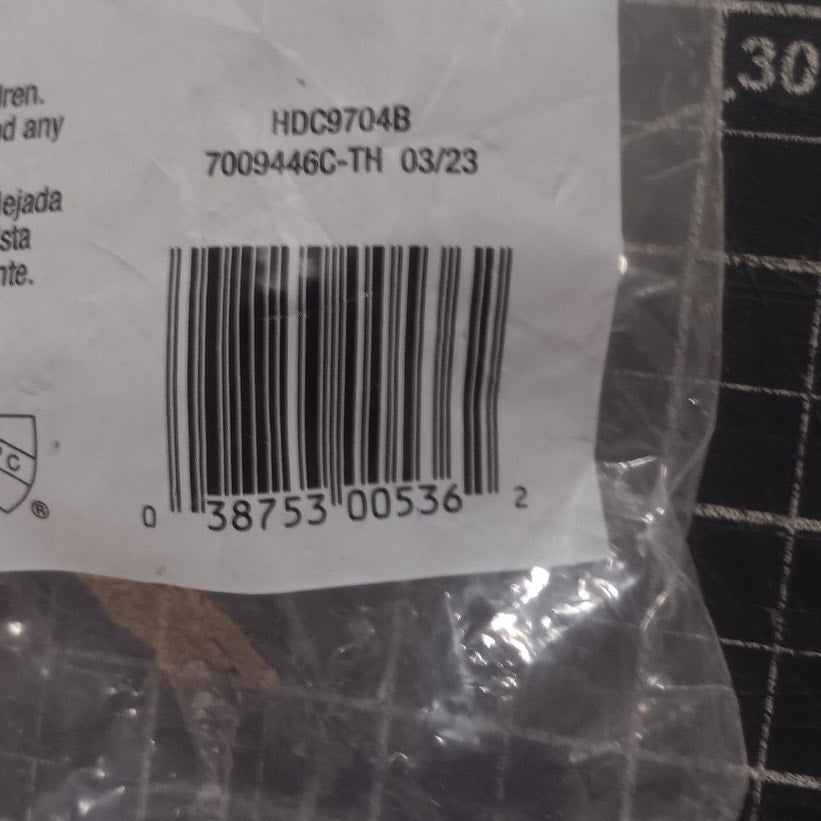 dren.
d any
HDC9704B
7009446C-TH 03/23
lejada
sta
nte.
P C
®
0 38753 00536 2
30